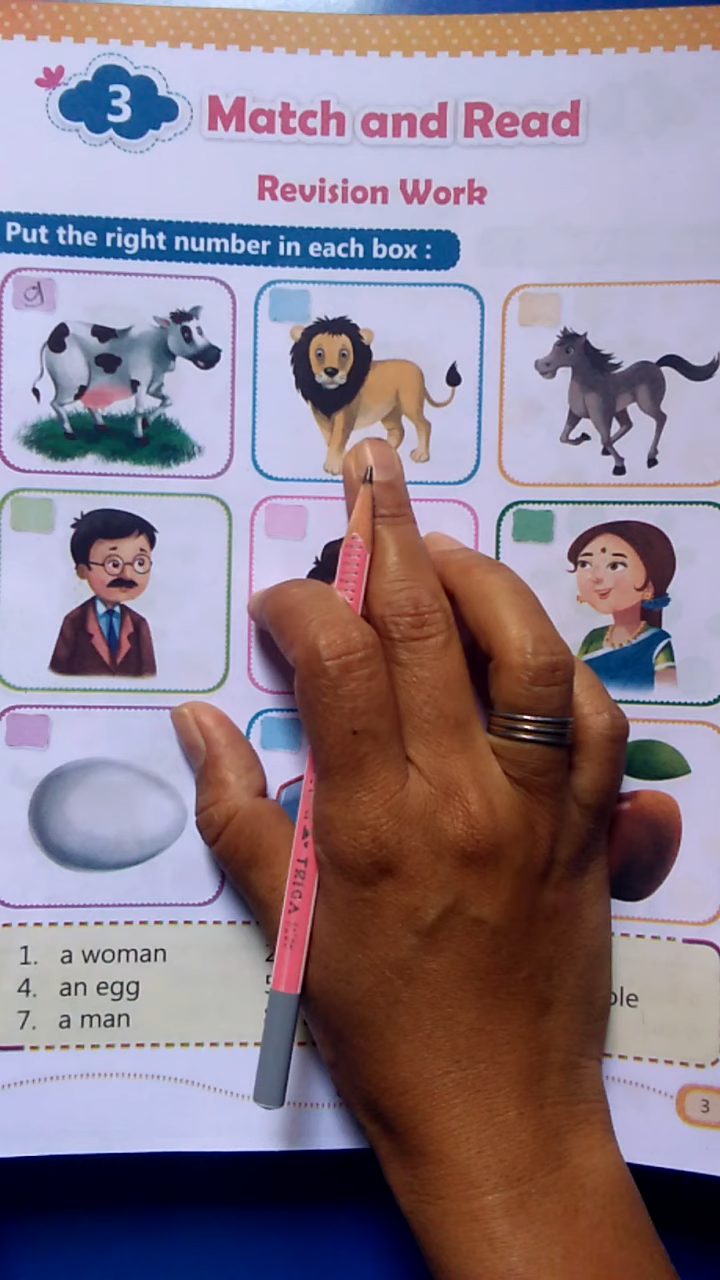 3
Match and Read
Revision Work
Put the right number in each box :
9
1. a woman
4. an egg
7. a man
TRIGA
3